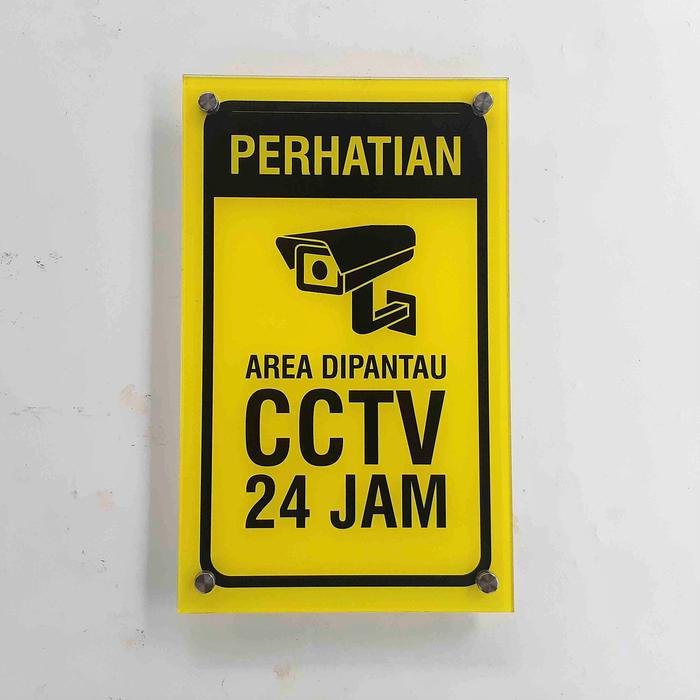 PERHATIAN
AREA DIPANTAU
CCTV
24 JAM